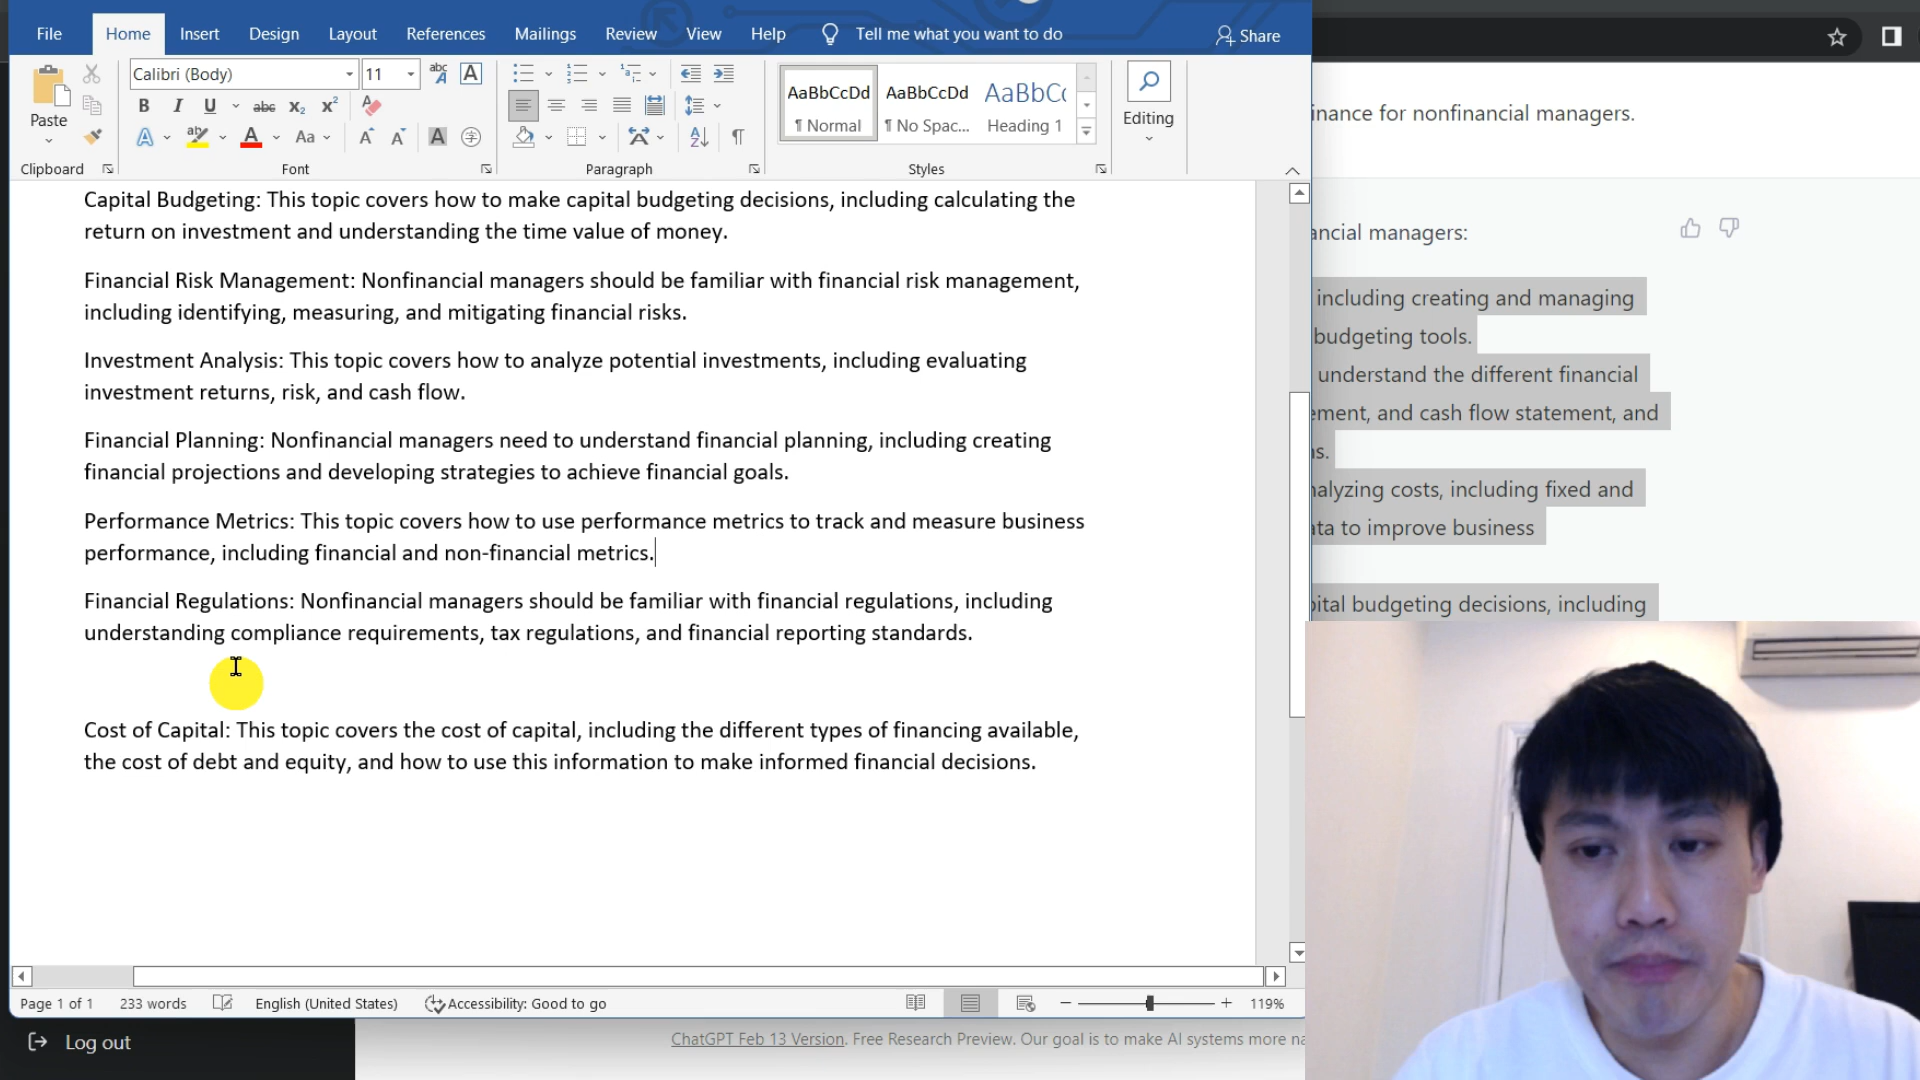 File Home Insert Design Layout References Mailings Review View Help Tell me what you want to do Share
Calibri (Body) 11
Paste
B I U abc X2 X2
A A Aa A A A
Clipboard Font Paragraph Styles
AaBbCcDd AaBbCcDd AaBbC
¶ Normal ¶ No Spac... Heading 1
Editing
Capital Budgeting: This topic covers how to make capital budgeting decisions, including calculating the
return on investment and understanding the time value of money.
Financial Risk Management: Nonfinancial managers should be familiar with financial risk management,
including identifying, measuring, and mitigating financial risks.
Investment Analysis: This topic covers how to analyze potential investments, including evaluating
investment returns, risk, and cash flow.
Financial Planning: Nonfinancial managers need to understand financial planning, including creating
financial projections and developing strategies to achieve financial goals.
Performance Metrics: This topic covers how to use performance metrics to track and measure business
performance, including financial and non-financial metrics.
Financial Regulations: Nonfinancial managers should be familiar with financial regulations, including
understanding compliance requirements, tax regulations, and financial reporting standards.
Cost of Capital: This topic covers the cost of capital, including the different types of financing available,
the cost of debt and equity, and how to use this information to make informed financial decisions.
Page 1 of 1 233 words English (United States) Accessibility: Good to go 119%
inance for nonfinancial managers.
ancial managers:
including creating and managing
budgeting tools.
understand the different financial
ement, and cash flow statement, and
ns.
nalyzing costs, including fixed and
ata to improve business
pital budgeting decisions, including
Log out
ChatGPT Feb 13 Version. Free Research Preview. Our goal is to make AI systems more na